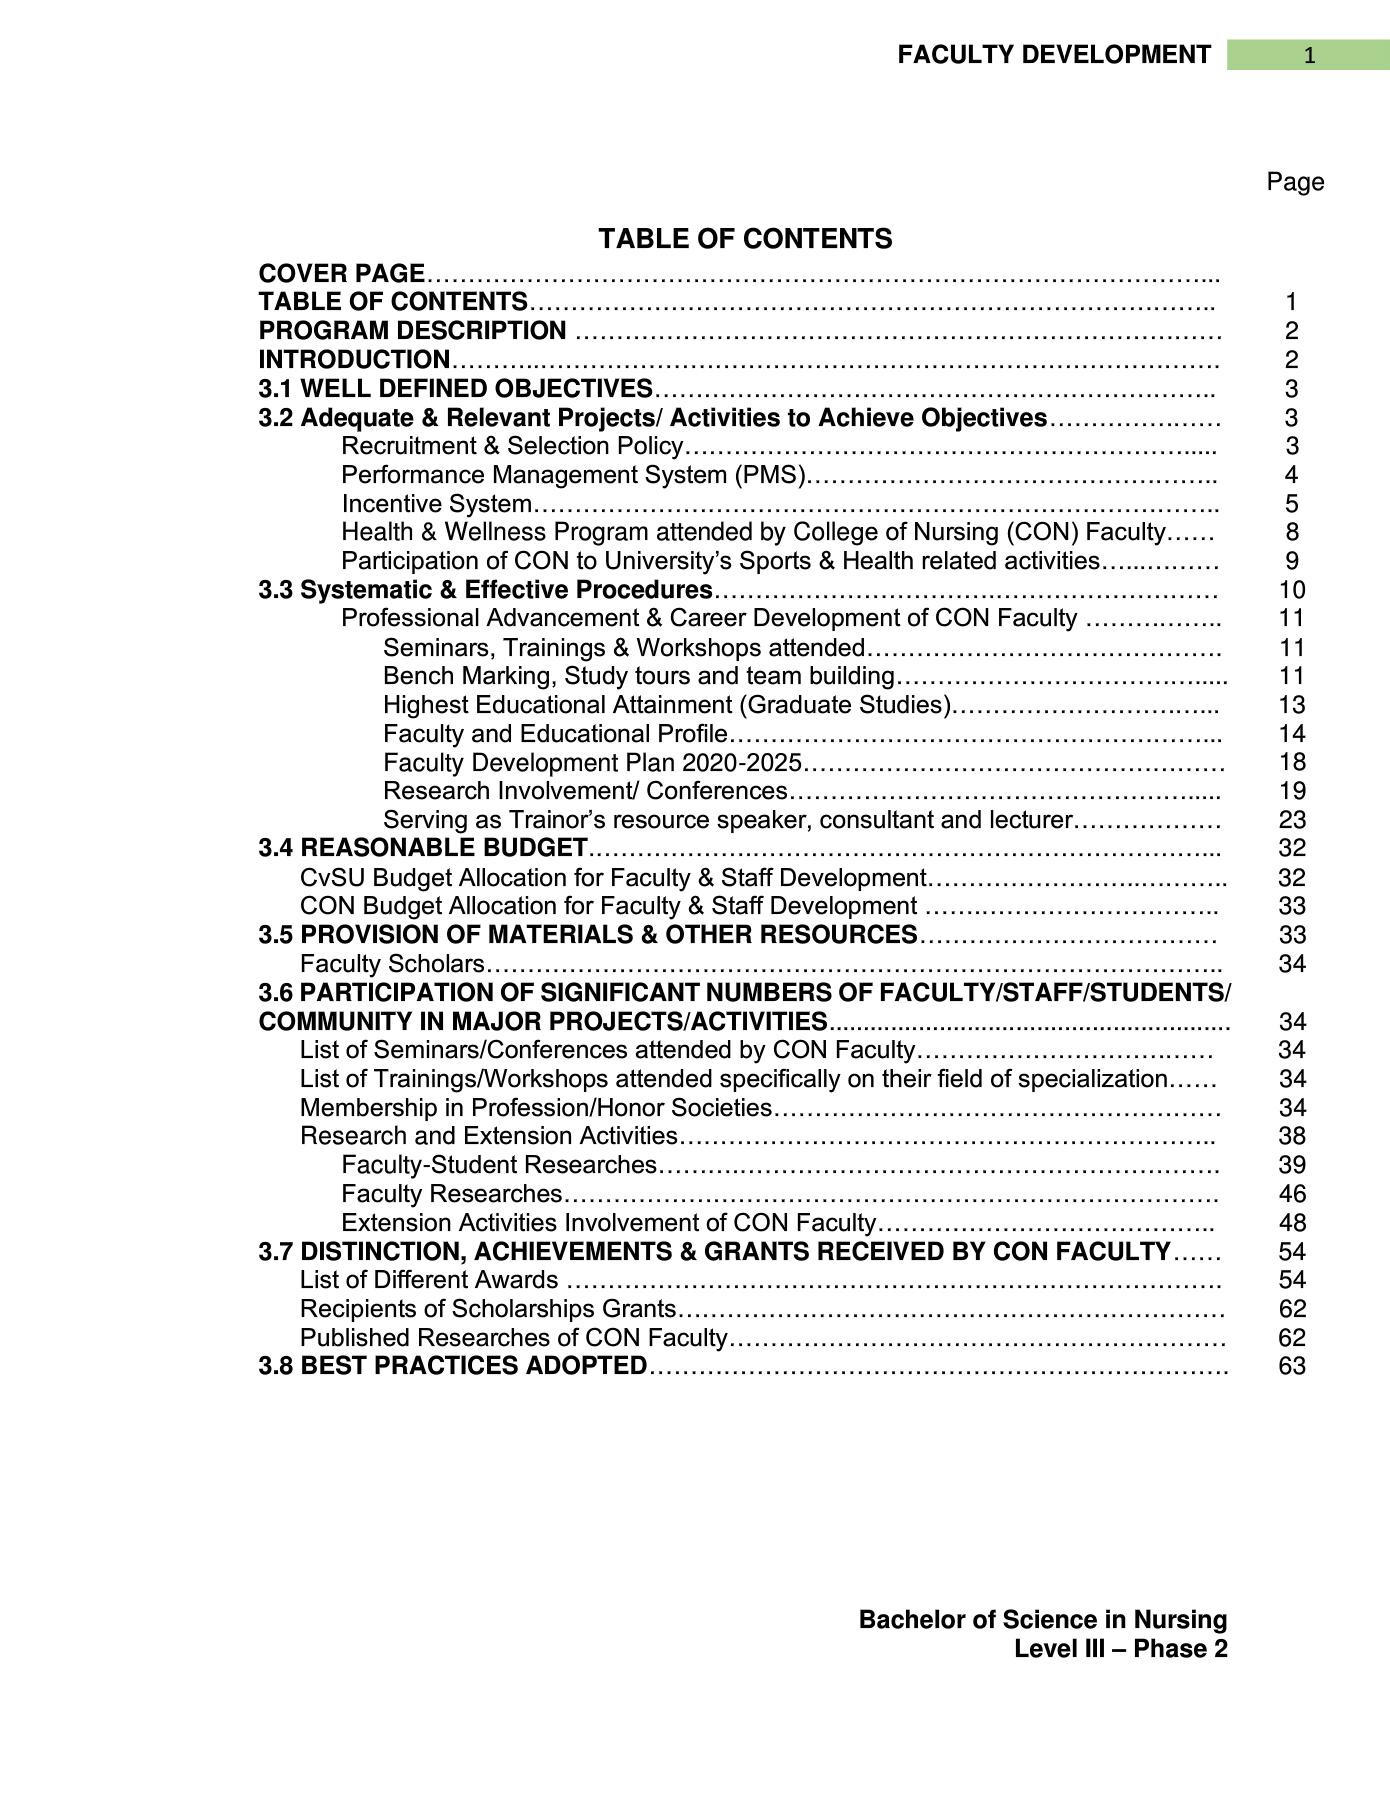 FACULTY DEVELOPMENT 1
Page
TABLE OF CONTENTS
COVER PAGE…………………………………………………………………………………...
TABLE OF CONTENTS……………………………………………………………………….. 1
PROGRAM DESCRIPTION …………………………………………………………………… 2
INTRODUCTION………...………………………………………………………………………. 2
3.1 WELL DEFINED OBJECTIVES………………………………………………………….. 3
3.2 Adequate & Relevant Projects/ Activities to Achieve Objectives………………… 3
Recruitment & Selection Policy……………………………………………………..... 3
Performance Management System (PMS)………………………………………….. 4
Incentive System……………………………………………………………………….. 5
Health & Wellness Program attended by College of Nursing (CON) Faculty…… 8
Participation of CON to University’s Sports & Health related activities…...……… 9
3.3 Systematic & Effective Procedures……………………………………………………. 10
Professional Advancement & Career Development of CON Faculty …………….. 11
Seminars, Trainings & Workshops attended……………………………………. 11
Bench Marking, Study tours and team building………………………………..... 11
Highest Educational Attainment (Graduate Studies)…………………………... 13
Faculty and Educational Profile…………………………………………………... 14
Faculty Development Plan 2020-2025…………………………………………… 18
Research Involvement/ Conferences…………………………………………..... 19
Serving as Trainor’s resource speaker, consultant and lecturer……………… 23
3.4 REASONABLE BUDGET…………………………………………………………………... 32
CvSU Budget Allocation for Faculty & Staff Development……………………..……….. 32
CON Budget Allocation for Faculty & Staff Development …………………………….. 33
3.5 PROVISION OF MATERIALS & OTHER RESOURCES……………………………… 33
Faculty Scholars…………………………………………………………………………….. 34
3.6 PARTICIPATION OF SIGNIFICANT NUMBERS OF FACULTY/STAFF/STUDENTS/
COMMUNITY IN MAJOR PROJECTS/ACTIVITIES......................................................... 34
List of Seminars/Conferences attended by CON Faculty……………………………… 34
List of Trainings/Workshops attended specifically on their field of specialization…… 34
Membership in Profession/Honor Societies……………………………………………… 34
Research and Extension Activities……………………………………………………….. 38
Faculty-Student Researches…………………………………………………………. 39
Faculty Researches……………………………………………………………………. 46
Extension Activities Involvement of CON Faculty………………………………….. 48
3.7 DISTINCTION, ACHIEVEMENTS & GRANTS RECEIVED BY CON FACULTY…… 54
List of Different Awards …………………………………………………………………… 54
Recipients of Scholarships Grants………………………………………………………… 62
Published Researches of CON Faculty…………………………………………………… 62
3.8 BEST PRACTICES ADOPTED…………………………………………………………… 63
Bachelor of Science in Nursing
Level III – Phase 2